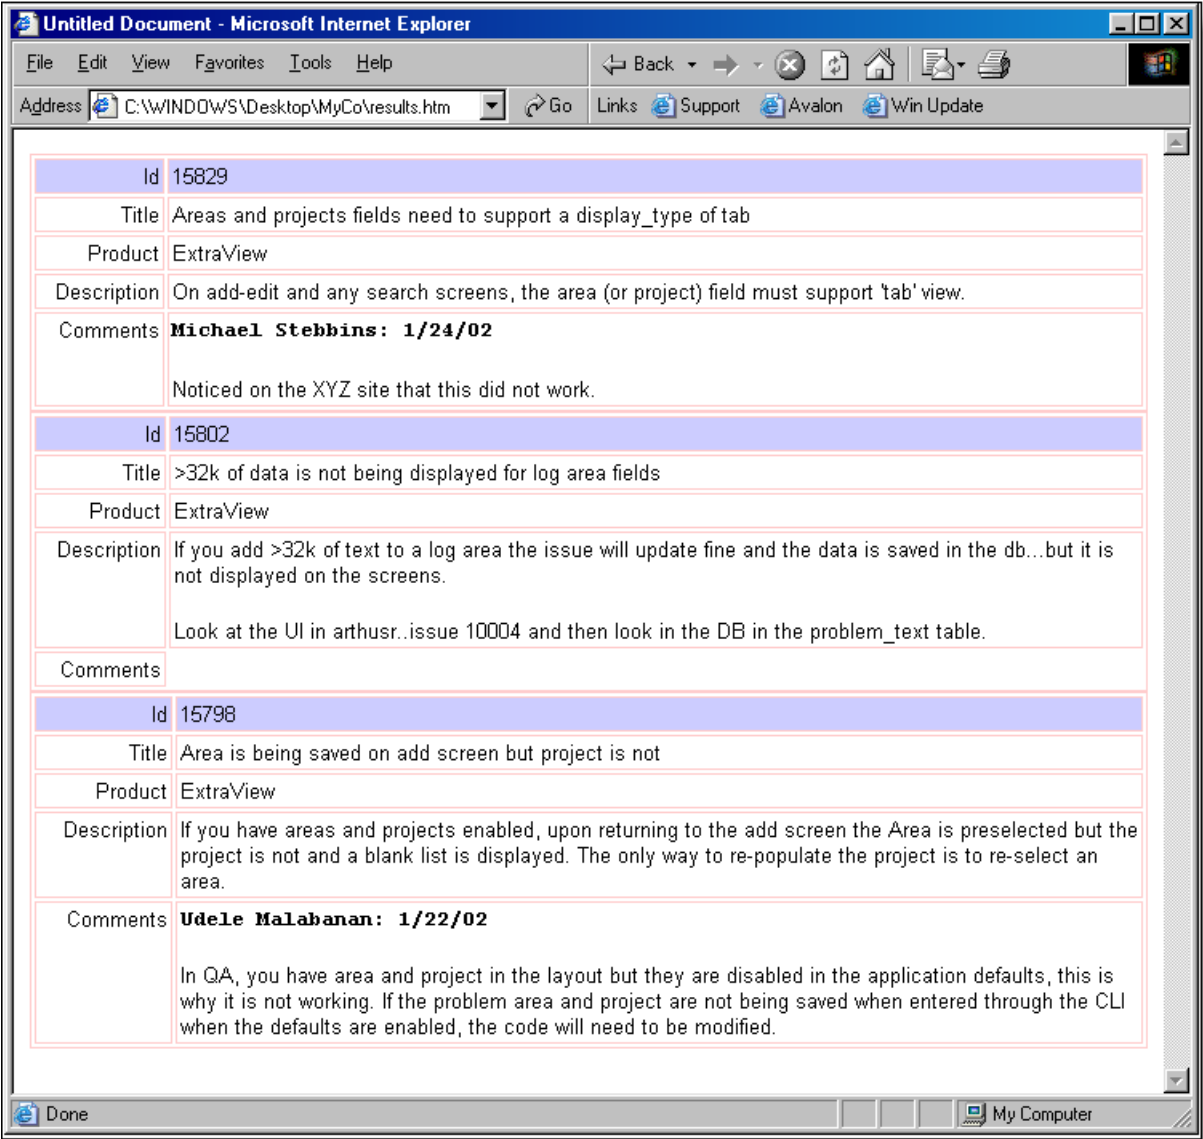 Untitled Document - Microsoft Internet Explorer
File Edit View Favorites Tools Help Back
Address C:\WINDOWS\Desktop\MyCo\results.htm Go Links Support Avalon Win Update
Id 15829
Title Areas and projects fields need to support a display_type of tab
Product ExtraView
Description On add-edit and any search screens, the area (or project) field must support 'tab' view.
Comments Michael Stebbins: 1/24/02
Noticed on the XYZ site that this did not work.
Id 15802
Title >32k of data is not being displayed for log area fields
Product ExtraView
Description If you add >32k of text to a log area the issue will update fine and the data is saved in the db...but it is
not displayed on the screens.
Look at the UI in arthusr..issue 10004 and then look in the DB in the problem_text table.
Comments
Id 15798
Title Area is being saved on add screen but project is not
Product ExtraView
Description If you have areas and projects enabled, upon returning to the add screen the Area is preselected but the
project is not and a blank list is displayed. The only way to re-populate the project is to re-select an
area.
Comments Udele Malabanan: 1/22/02
In QA, you have area and project in the layout but they are disabled in the application defaults, this is
why it is not working. If the problem area and project are not being saved when entered through the CLI
when the defaults are enabled, the code will need to be modified.
Done My Computer